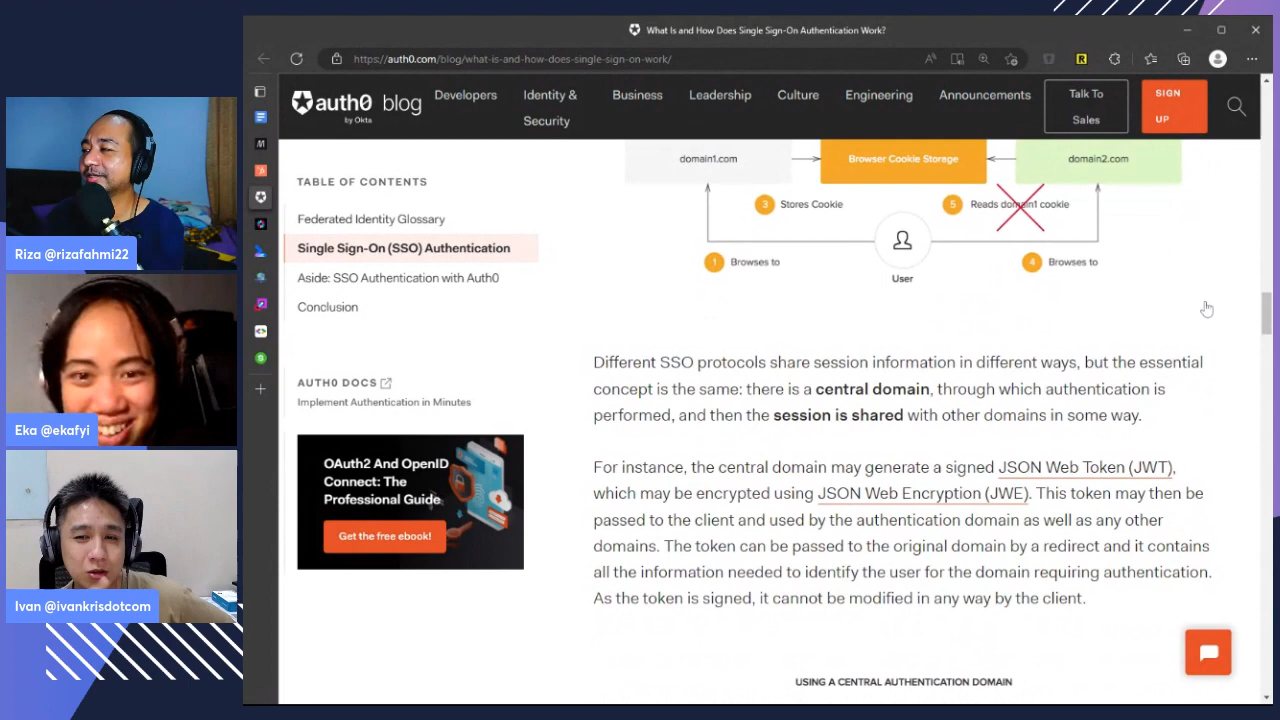 What Is and How Does Single Sign-On Authentication Work?
https://auth0.com/blog/what-is-and-how-does-single-sign-on-work/
auth0 blog
by Okta
Developers
Identity &
Security
Business
Leadership
Culture
Engineering
Announcements
Talk To
Sales
SIGN
UP
TABLE OF CONTENTS
Federated Identity Glossary
Single Sign-On (SSO) Authentication
Aside: SSO Authentication with Auth0
Conclusion
AUTH0 DOCS
Implement Authentication in Minutes
OAuth2 And OpenID
Connect: The
Professional Guide
Get the free ebook!
domain1.com
Browser Cookie Storage
domain2.com
3 Stores Cookie
5 Reads domain1 cookie
1 Browses to
4 Browses to
User
Different SSO protocols share session information in different ways, but the essential
concept is the same: there is a central domain, through which authentication is
performed, and then the session is shared with other domains in some way.
For instance, the central domain may generate a signed JSON Web Token (JWT),
which may be encrypted using JSON Web Encryption (JWE). This token may then be
passed to the client and used by the authentication domain as well as any other
domains. The token can be passed to the original domain by a redirect and it contains
all the information needed to identify the user for the domain requiring authentication.
As the token is signed, it cannot be modified in any way by the client.
USING A CENTRAL AUTHENTICATION DOMAIN
Riza @rizafahmi22
Eka @ekafyi
Ivan @ivankrisdotcom